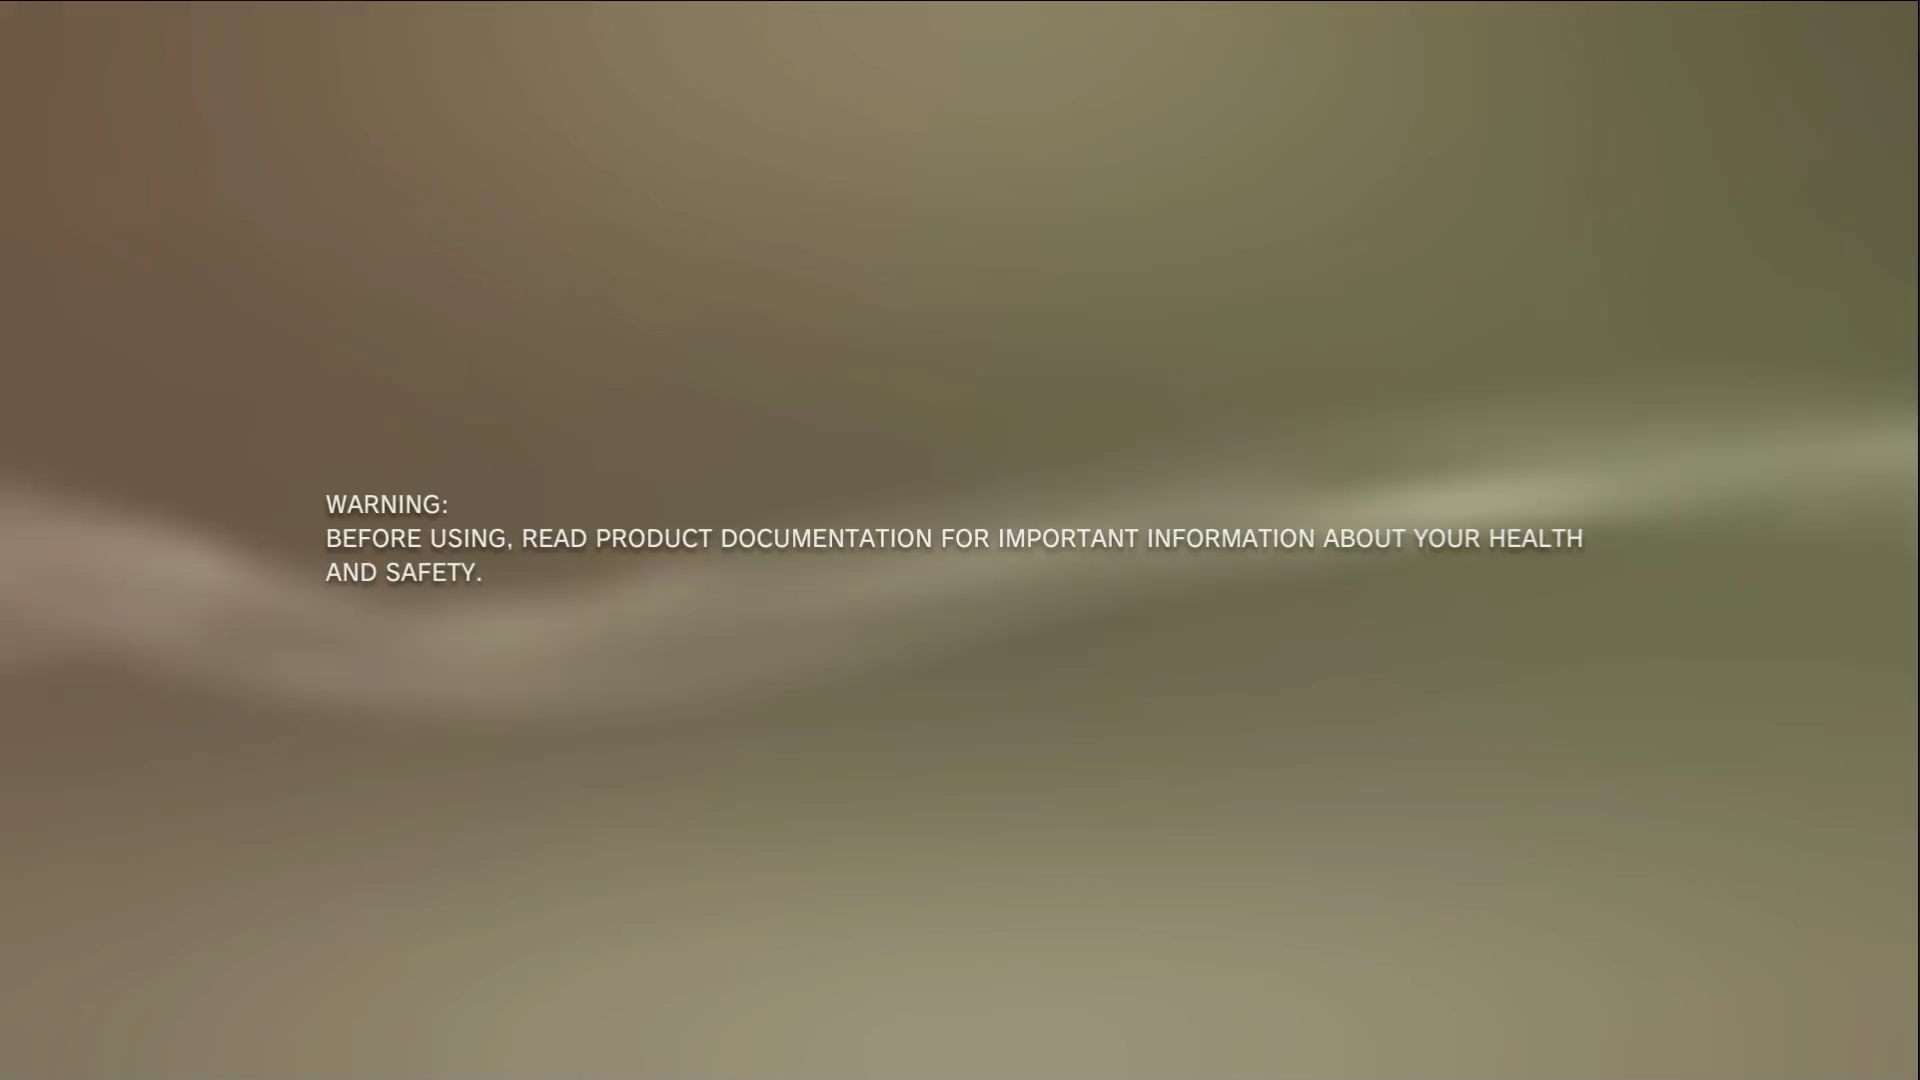 WARNING:
BEFORE USING, READ PRODUCT DOCUMENTATION FOR IMPORTANT INFORMATION ABOUT YOUR HEALTH
AND SAFETY.